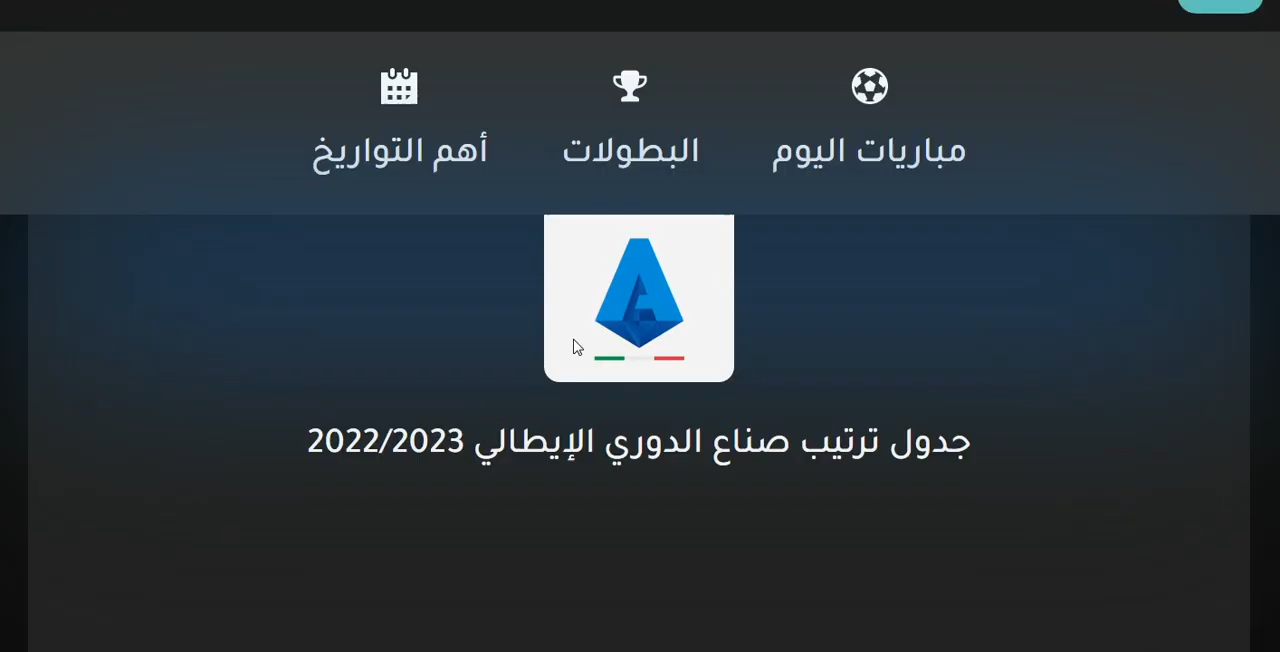 مباريات اليوم
البطولات
أهم التواريخ
جدول ترتيب صناع الدوري الإيطالي 2022/2023